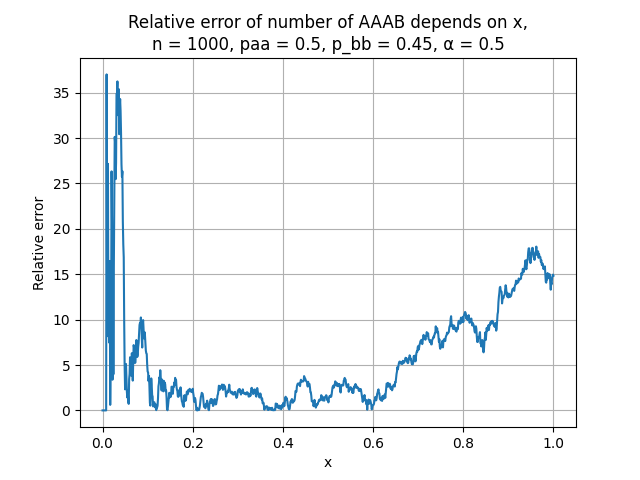 Relative error of number of AAAB depends on x,
n = 1000, paa = 0.5, p_bb = 0.45, α = 0.5
35
30
25
20
15
10
5
0
Relative error
0.0 0.2 0.4 0.6 0.8 1.0
x